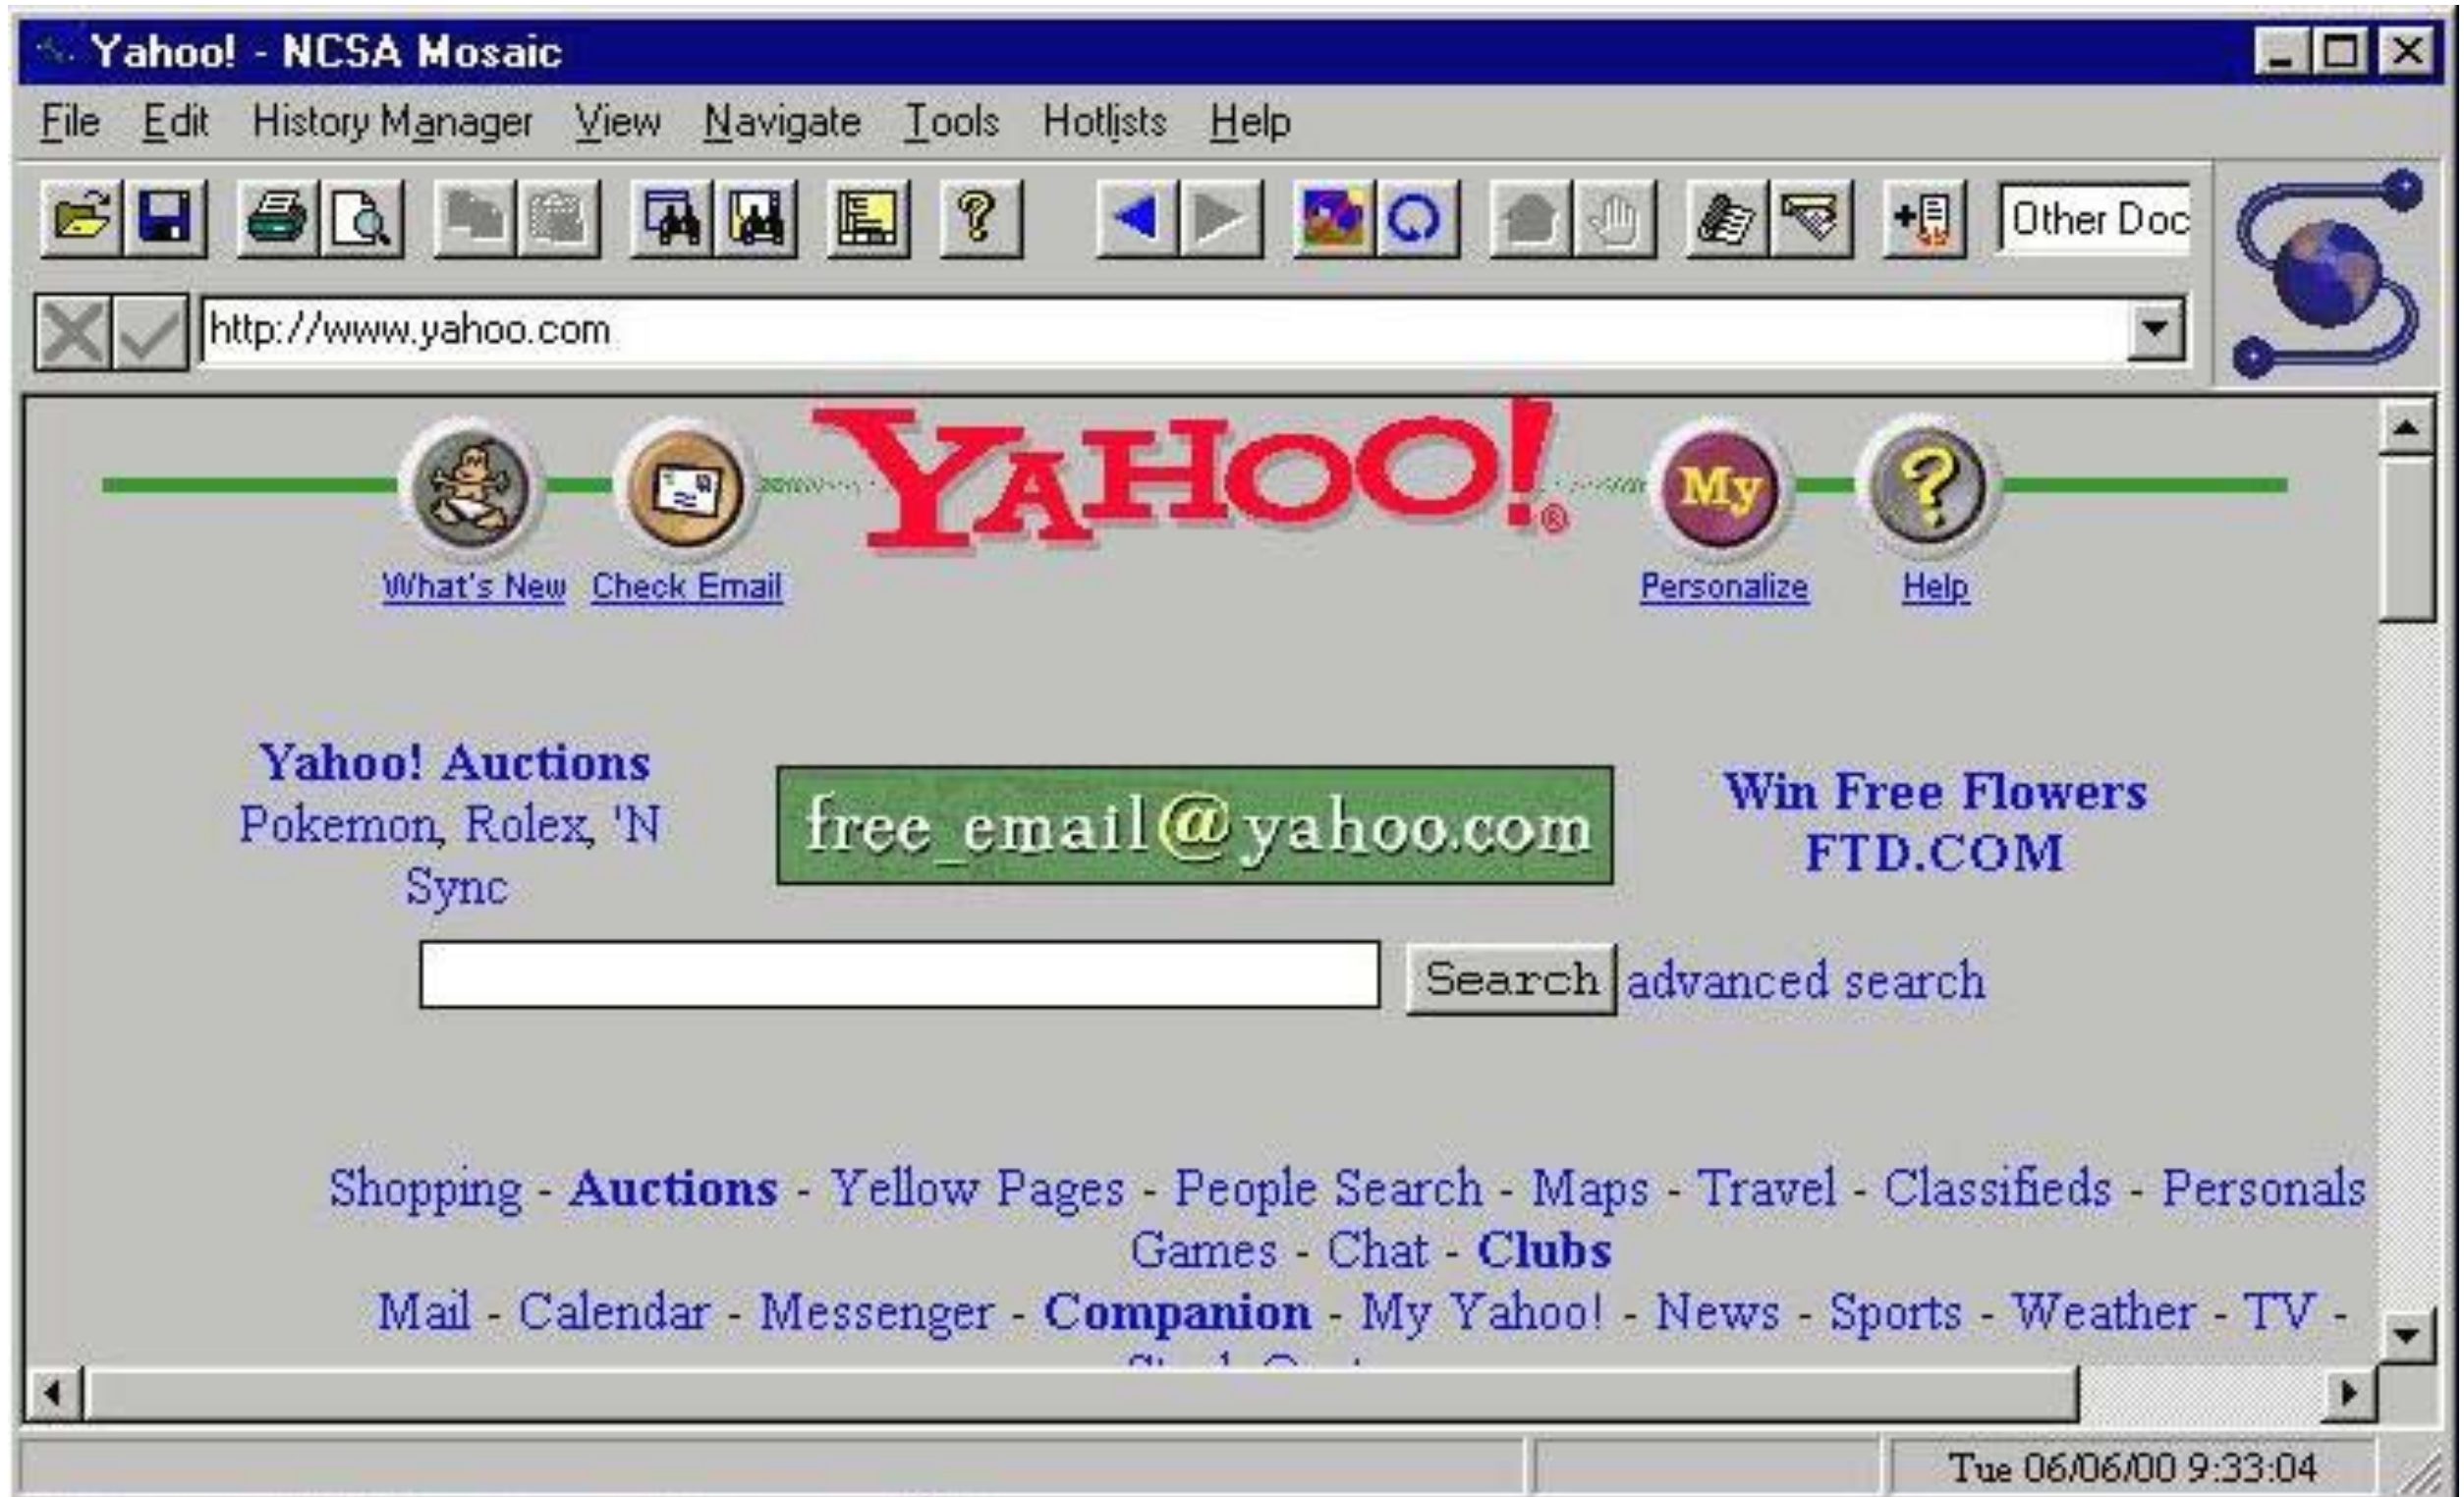 Yahoo! - NCSA Mosaic
File Edit History Manager View Navigate Tools Hotlists Help
Other Doc
http://www.yahoo.com
YAHOO!®
My
?
What's New Check Email Personalize Help
Yahoo! Auctions
Pokemon, Rolex, 'N
Sync
free_email@yahoo.com
Win Free Flowers
FTD.COM
Search advanced search
Shopping - Auctions - Yellow Pages - People Search - Maps - Travel - Classifieds - Personals
Games - Chat - Clubs
Mail - Calendar - Messenger - Companion - My Yahoo! - News - Sports - Weather - TV -
Tue 06/06/00 9:33:04